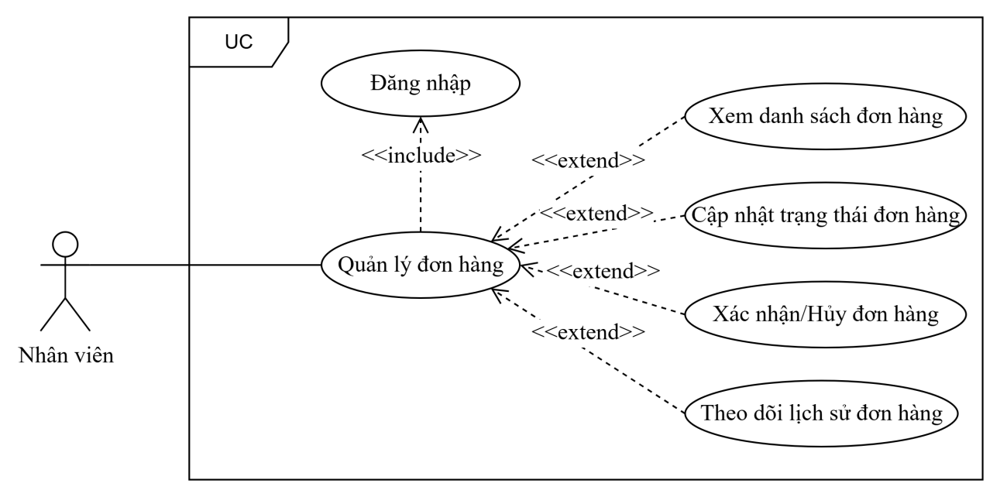 UC
Đăng nhập
Xem danh sách đơn hàng
<<include>>
<<extend>>
<<extend>>
Cập nhật trạng thái đơn hàng
Quản lý đơn hàng
<<extend>>
Xác nhận/Hủy đơn hàng
<<extend>>
Nhân viên
Theo dõi lịch sử đơn hàng